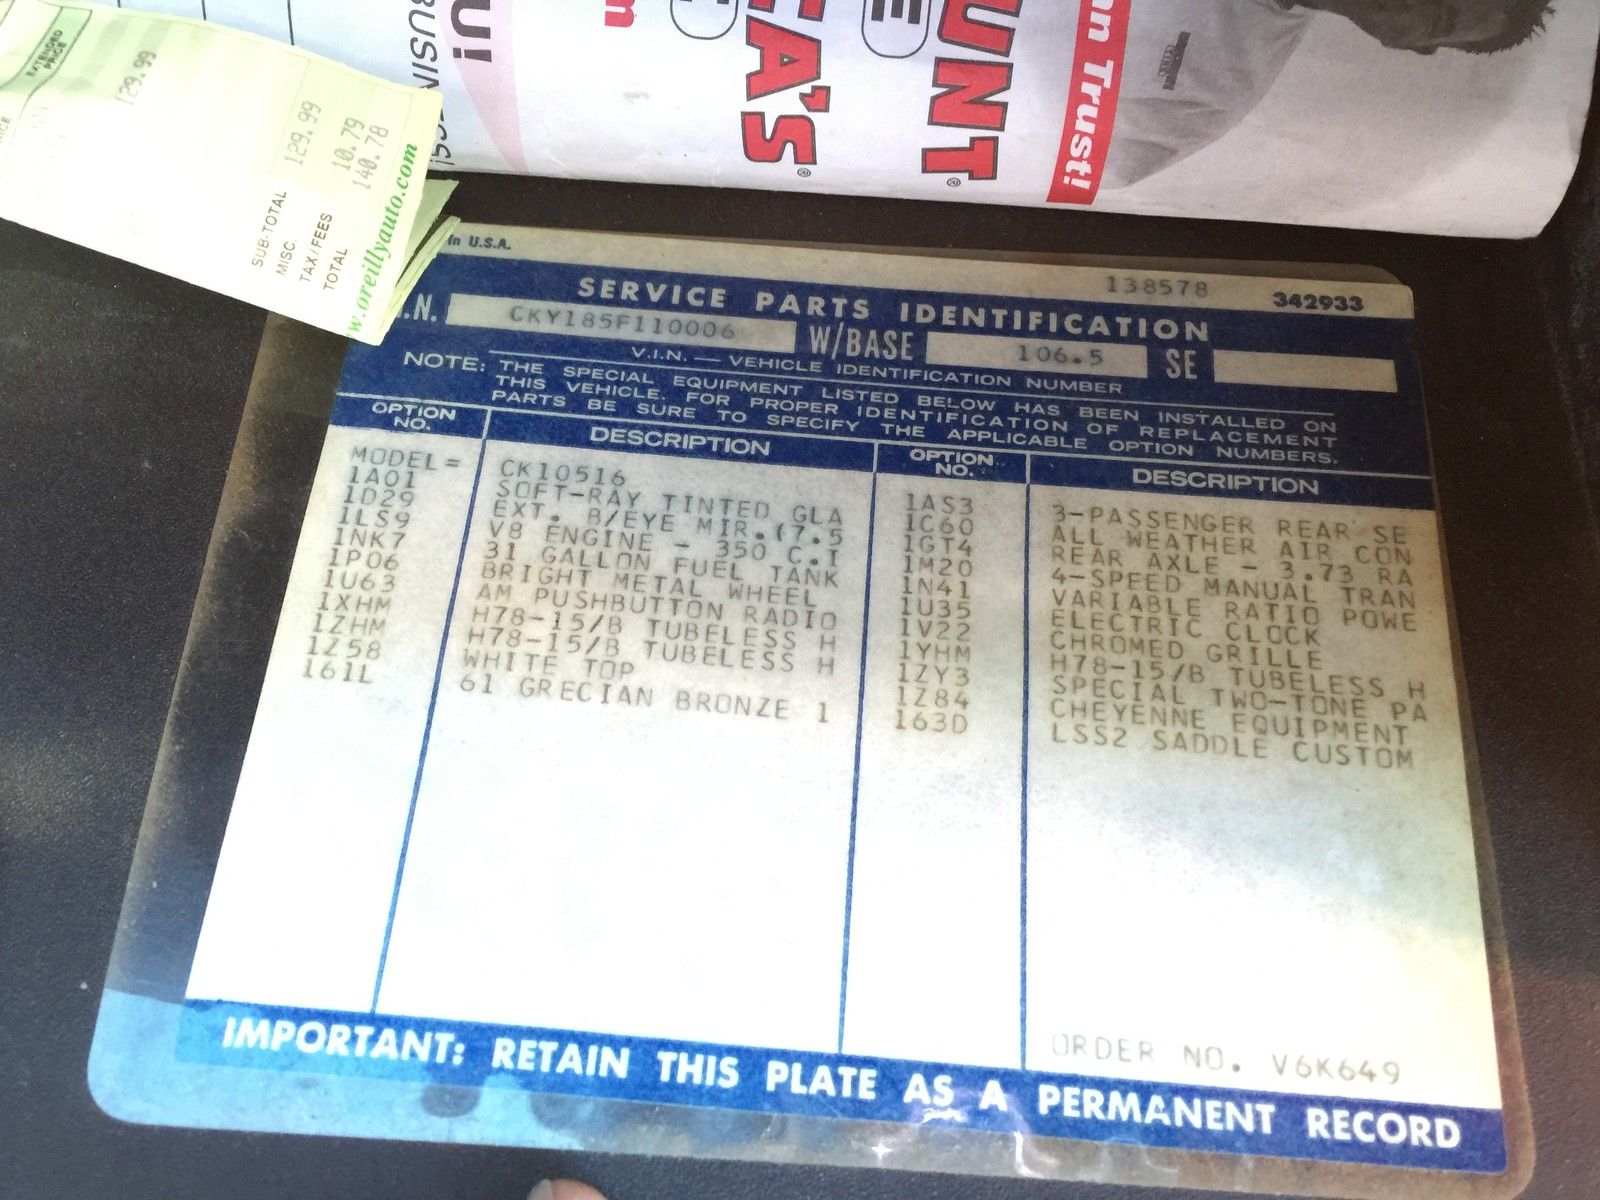 EXTENDED
PRICE
129.99
SUB-TOTAL 129.99
MISC.
TAX/FEES 10.79
TOTAL 140.78
w.oreillyauto.com
BUSIN
UNT
EA'S
an Trust!
in U.S.A.
138578 342933
SERVICE PARTS IDENTIFICATION
I.N. CKY185F110006 W/BASE 106.5 SE
V.I.N. — VEHICLE IDENTIFICATION NUMBER
NOTE: THE SPECIAL EQUIPMENT LISTED BELOW HAS BEEN INSTALLED ON
THIS VEHICLE. FOR PROPER IDENTIFICATION OF REPLACEMENT
PARTS BE SURE TO SPECIFY THE APPLICABLE OPTION NUMBERS.
OPTION NO. DESCRIPTION OPTION NO. DESCRIPTION
MODEL= CK10516
1A01 SOFT-RAY TINTED GLA 1AS3 3-PASSENGER REAR SE
1D29 EXT. B/EYE MIR.(7.5 1C60 ALL WEATHER AIR CON
1LS9 V8 ENGINE - 350 C.I 1GT4 REAR AXLE - 3.73 RA
1NK7 31 GALLON FUEL TANK 1M20 4-SPEED MANUAL TRAN
1P06 BRIGHT METAL WHEEL 1N41 VARIABLE RATIO POWE
1U63 AM PUSHBUTTON RADIO 1U35 ELECTRIC CLOCK
1XHM H78-15/B TUBELESS H 1V22 CHROMED GRILLE
1ZHM H78-15/B TUBELESS H 1YHM H78-15/B TUBELESS H
1Z58 WHITE TOP 1ZY3 SPECIAL TWO-TONE PA
161L 61 GRECIAN BRONZE 1 1Z84 CHEYENNE EQUIPMENT
163D LSS2 SADDLE CUSTOM
ORDER NO. V6K649
IMPORTANT: RETAIN THIS PLATE AS A PERMANENT RECORD